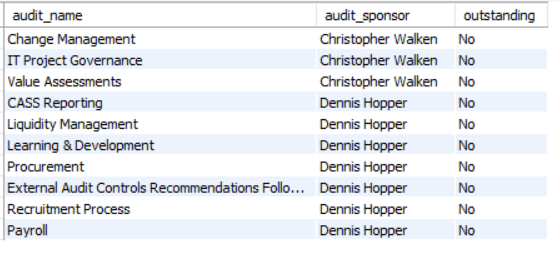 audit_name audit_sponsor outstanding
Change Management Christopher Walken No
IT Project Governance Christopher Walken No
Value Assessments Christopher Walken No
CASS Reporting Dennis Hopper No
Liquidity Management Dennis Hopper No
Learning & Development Dennis Hopper No
Procurement Dennis Hopper No
External Audit Controls Recommendations Follo... Dennis Hopper No
Recruitment Process Dennis Hopper No
Payroll Dennis Hopper No